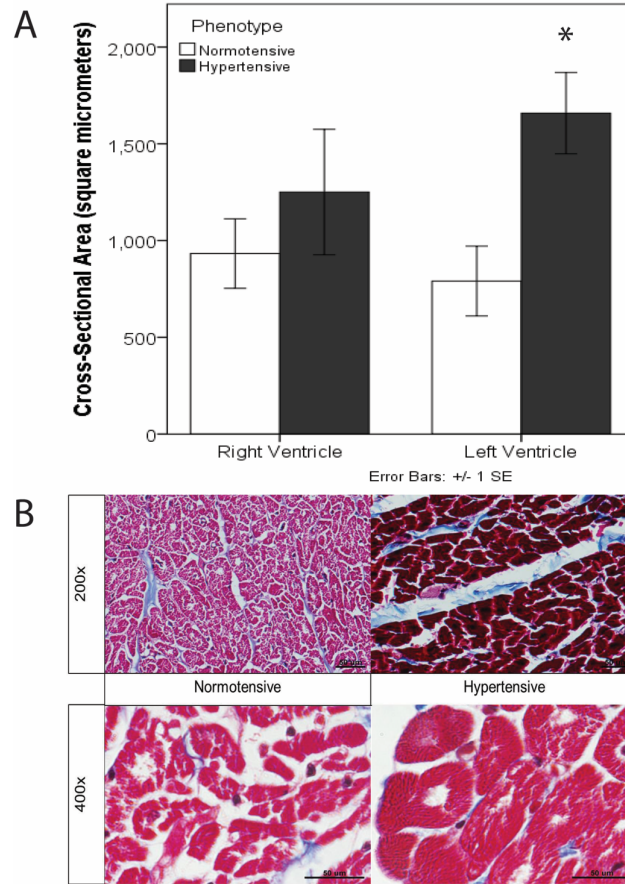 A
Cross-Sectional Area (square micrometers)
Phenotype
Normotensive
Hypertensive
*
2,000
1,500
1,000
500
0
Right Ventricle
Left Ventricle
Error Bars: +/- 1 SE
B
200x
Normotensive
Hypertensive
400x
50 um
50 um